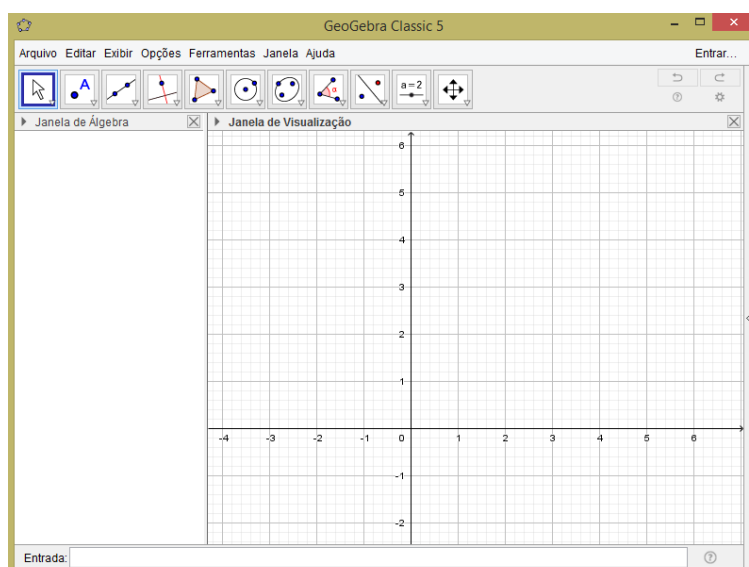 GeoGebra Classic 5
Arquivo Editar Exibir Opções Ferramentas Janela Ajuda Entrar...
A α a=2
Janela de Álgebra Janela de Visualização
6
5
4
3
2
1
-4 -3 -2 -1 0 1 2 3 4 5 6
-1
-2
Entrada: